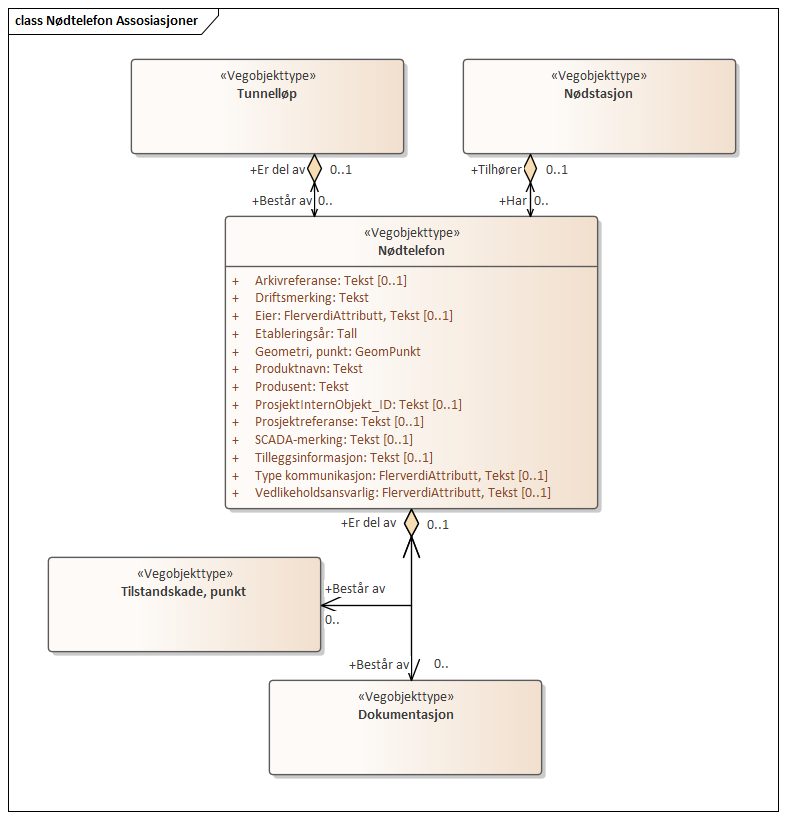 class Nødtelefon Assosiasjoner
«Vegobjekttype»
Tunnelløp
«Vegobjekttype»
Nødstasjon
+Er del av
0..1
+Består av
0..
+Tilhører
0..1
+Har
0..
«Vegobjekttype»
Nødtelefon
+ Arkivreferanse: Tekst [0..1]
+ Driftsmerking: Tekst
+ Eier: FlerverdiAttributt, Tekst [0..1]
+ Etableringsår: Tall
+ Geometri, punkt: GeomPunkt
+ Produktnavn: Tekst
+ Produsent: Tekst
+ ProsjektInternObjekt_ID: Tekst [0..1]
+ Prosjektreferanse: Tekst [0..1]
+ SCADA-merking: Tekst [0..1]
+ Tilleggsinformasjon: Tekst [0..1]
+ Type kommunikasjon: FlerverdiAttributt, Tekst [0..1]
+ Vedlikeholdsansvarlig: FlerverdiAttributt, Tekst [0..1]
+Er del av
0..1
«Vegobjekttype»
Tilstandskade, punkt
+Består av
0..
+Består av
0..
«Vegobjekttype»
Dokumentasjon